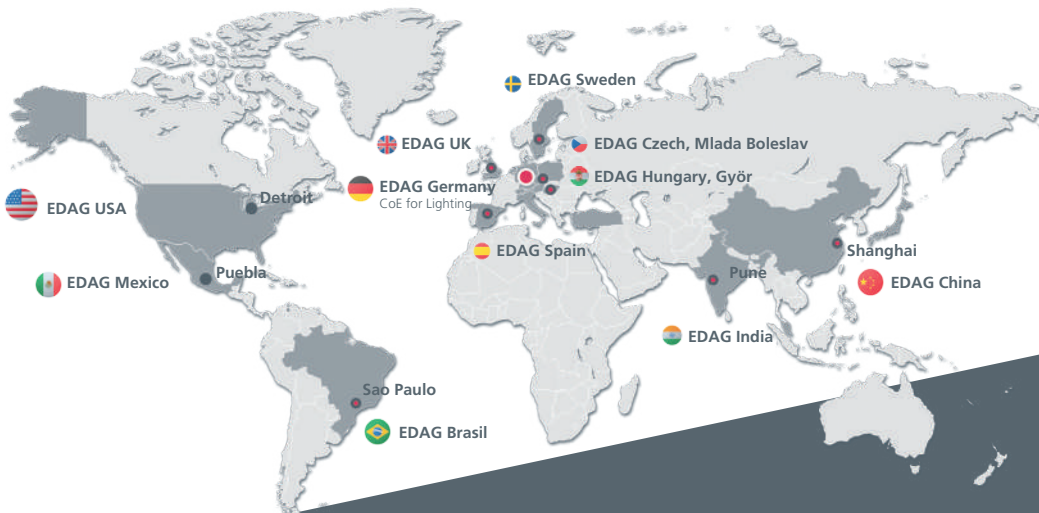 EDAG Sweden
EDAG UK
EDAG Czech, Mlada Boleslav
EDAG Germany
CoE for Lighting
EDAG Hungary, Győr
EDAG USA
Detroit
EDAG Spain
Shanghai
EDAG Mexico
Puebla
Pune
EDAG China
EDAG India
Sao Paulo
EDAG Brasil